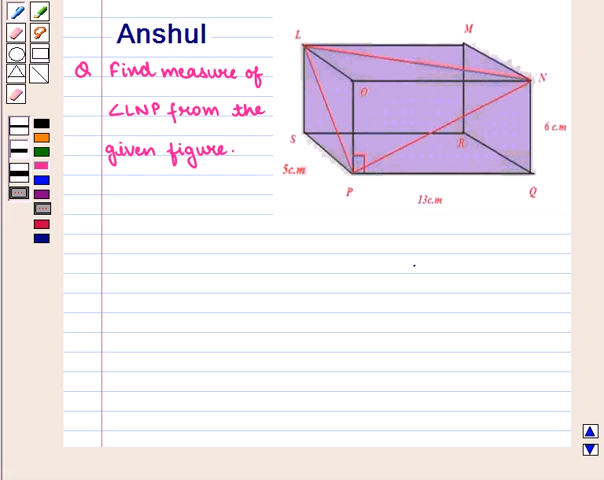 Anshul
Q Find measure of
∠LNP from the
given figure.
L
M
O
N
S
R
6 c.m
5c.m
P
13c.m
Q